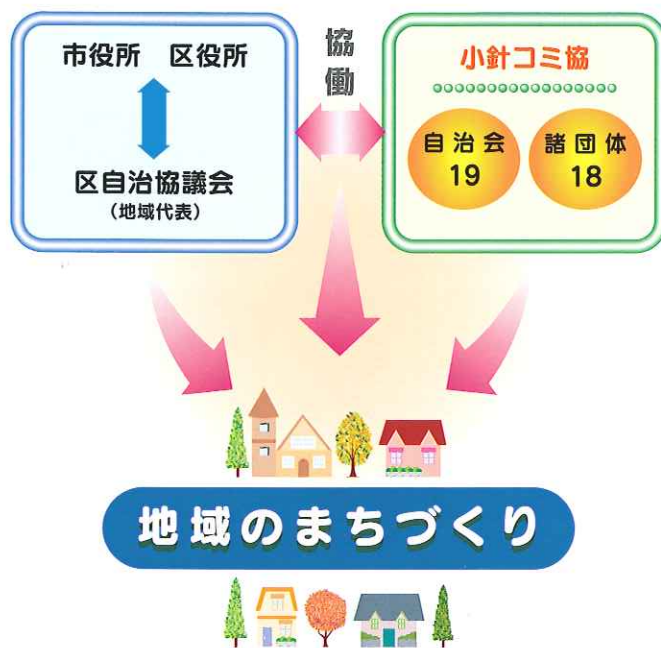 市役所 区役所
区自治協議会
(地域代表)
協働
小針コミ協
自治会
19
諸団体
18
地域のまちづくり